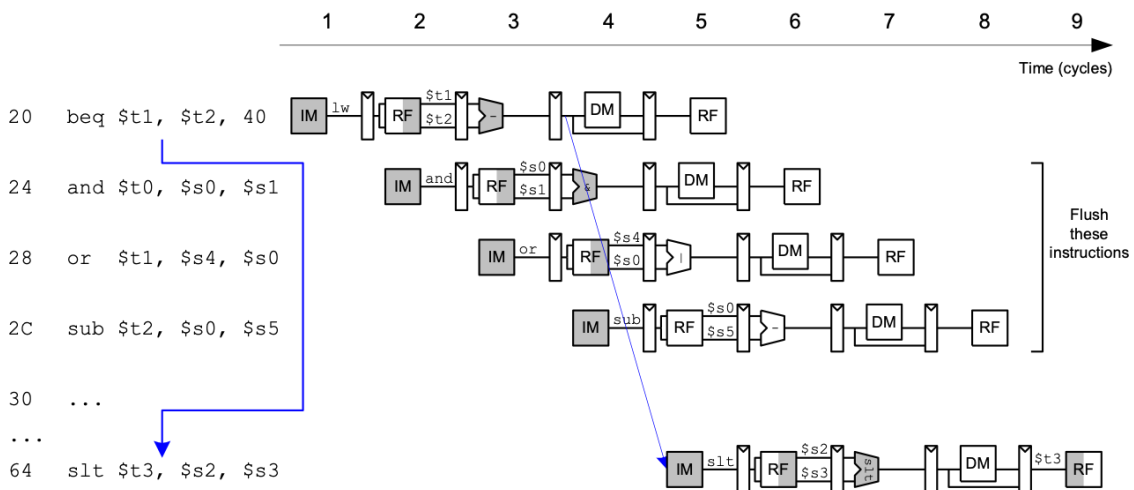 1 2 3 4 5 6 7 8 9
Time (cycles)
20 beq $t1, $t2, 40 IM lw RF $t1 $t2 - DM RF
24 and $t0, $s0, $s1 IM and RF $s0 $s1 & DM RF
28 or $t1, $s4, $s0 IM or RF $s4 $s0 | DM RF
2C sub $t2, $s0, $s5 IM sub RF $s0 $s5 - DM RF
Flush
these
instructions
30 ...
...
64 slt $t3, $s2, $s3 IM slt RF $s2 $s3 slt DM $t3 RF